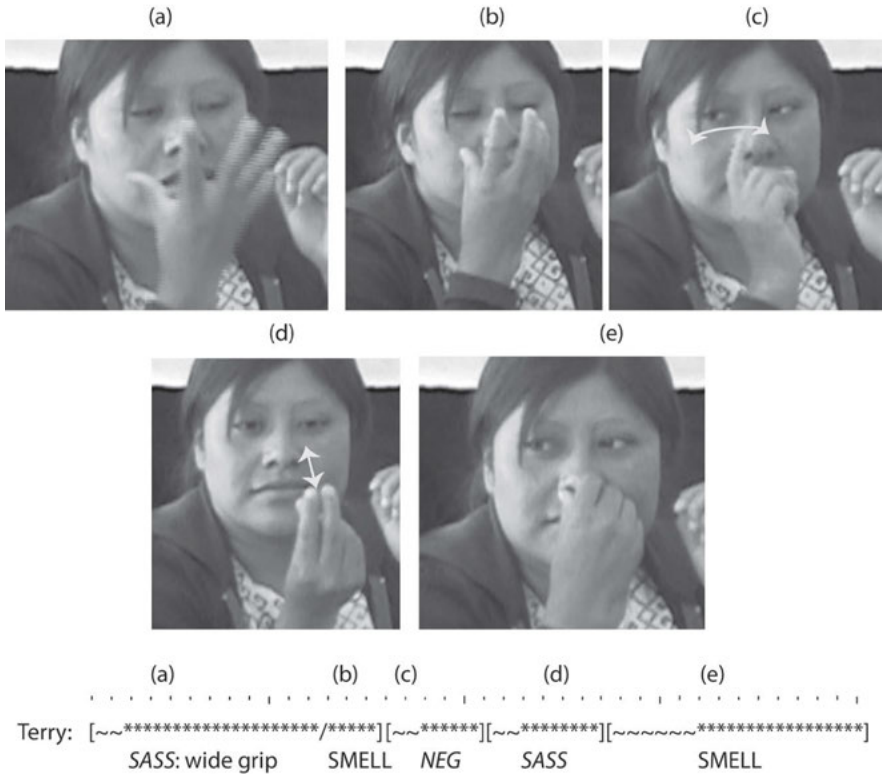 (a) (b) (c)
(d) (e)
(a) (b) (c) (d) (e)
Terry: [~~********************/*****][~~******][~~********][~~~~~~*****************]
SASS: wide grip SMELL NEG SASS SMELL